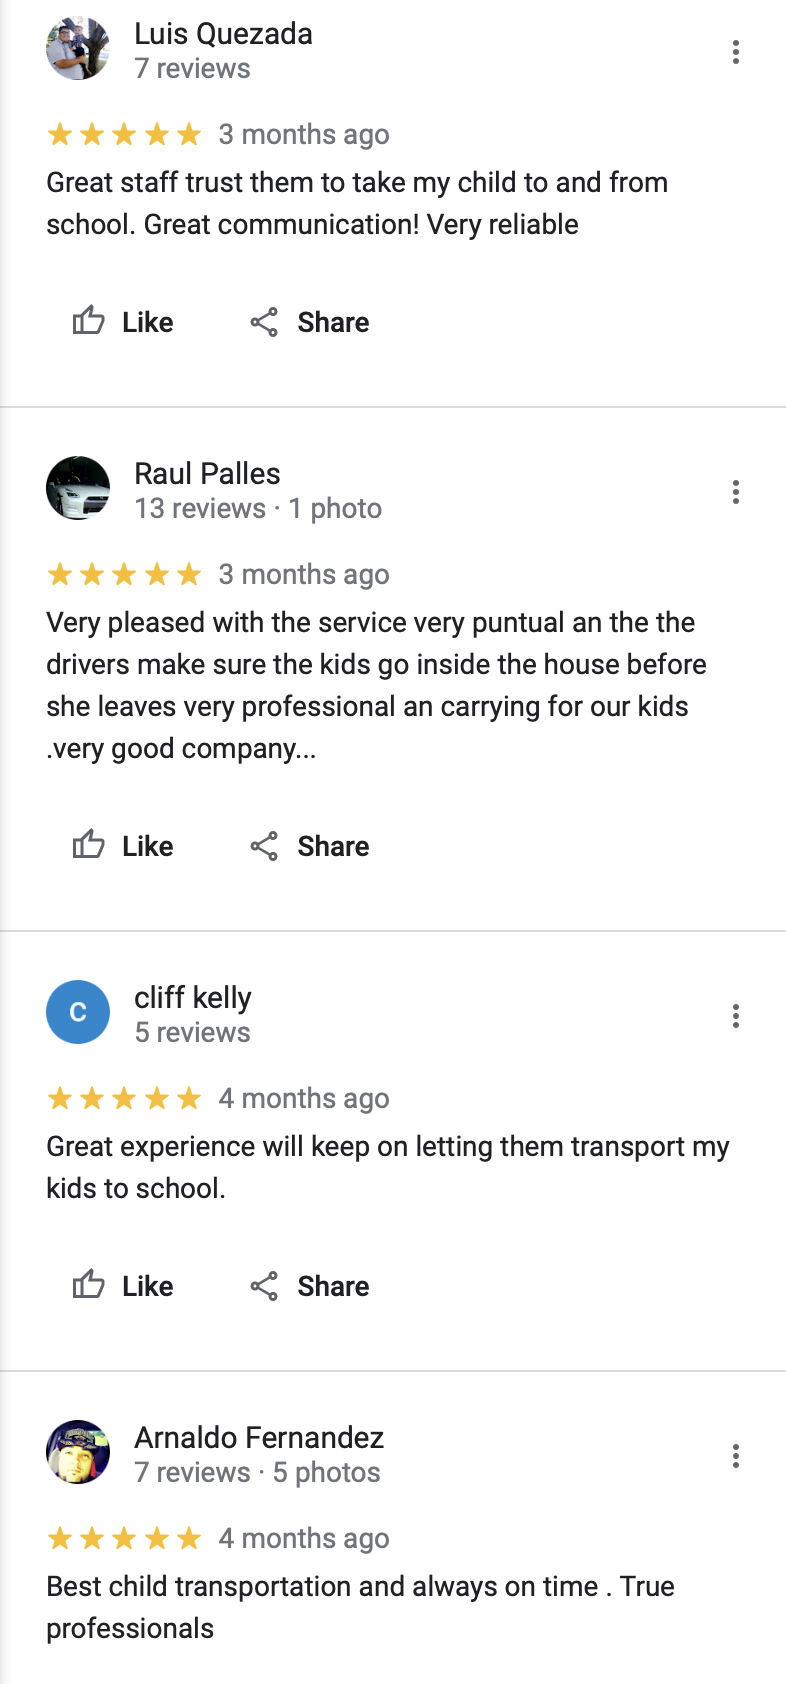 Luis Quezada
7 reviews
3 months ago
Great staff trust them to take my child to and from
school. Great communication! Very reliable
Like Share
Raul Palles
13 reviews · 1 photo
3 months ago
Very pleased with the service very puntual an the the
drivers make sure the kids go inside the house before
she leaves very professional an carrying for our kids
.very good company...
Like Share
C
cliff kelly
5 reviews
4 months ago
Great experience will keep on letting them transport my
kids to school.
Like Share
Arnaldo Fernandez
7 reviews · 5 photos
4 months ago
Best child transportation and always on time . True
professionals